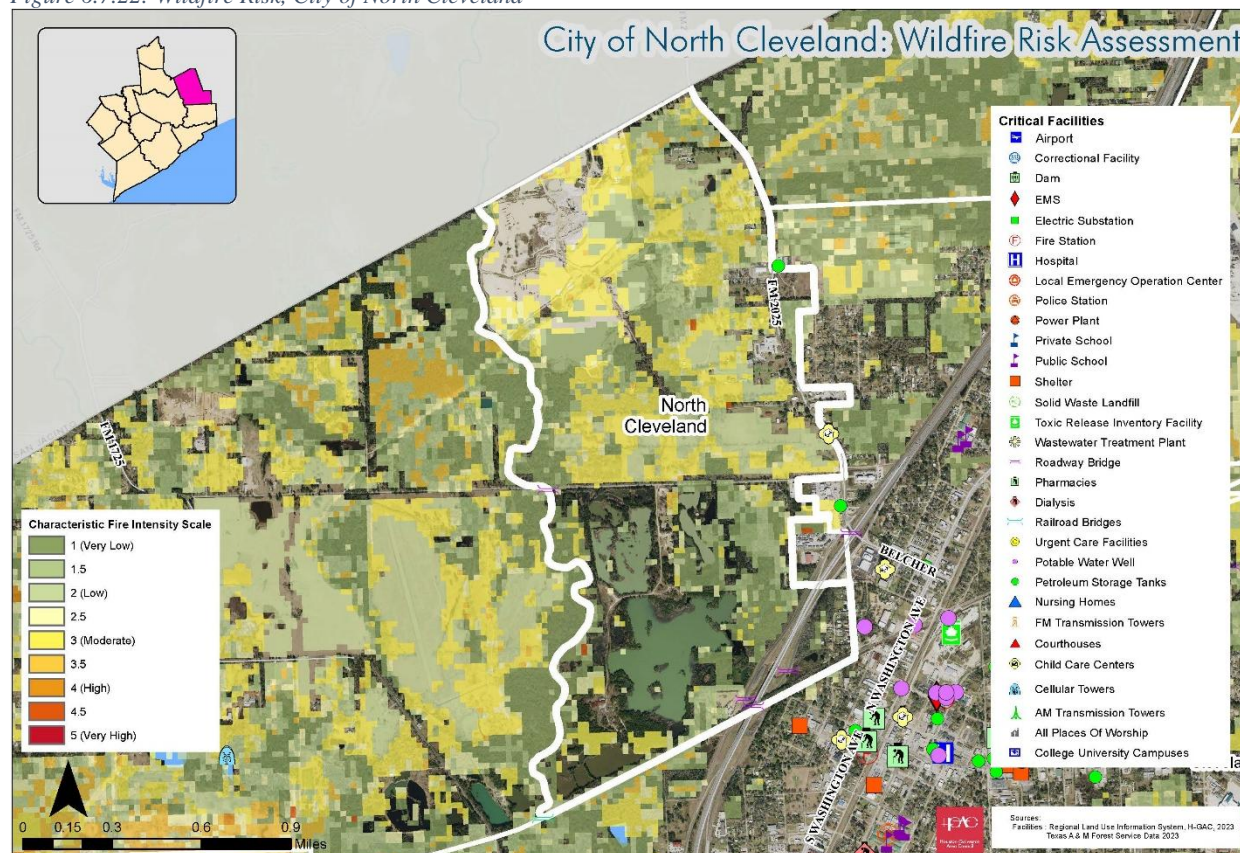 Figure 6.7.22: Wildfire Risk, City of North Cleveland
City of North Cleveland: Wildfire Risk Assessment
Critical Facilities
Airport
Correctional Facility
Dam
EMS
Electric Substation
Fire Station
Hospital
Local Emergency Operation Center
Police Station
Power Plant
Private School
Public School
Shelter
Solid Waste Landfill
Toxic Release Inventory Facility
Wastewater Treatment Plant
Roadway Bridge
Pharmacies
Dialysis
Railroad Bridges
Urgent Care Facilities
Potable Water Well
Petroleum Storage Tanks
Nursing Homes
FM Transmission Towers
Courthouses
Child Care Centers
Cellular Towers
AM Transmission Towers
All Places Of Worship
College University Campuses
FM 2025
North
Cleveland
FM 1725
BELCHER
N WASHINGTON AVE
S WASHINGTON AVE
Characteristic Fire Intensity Scale
1 (Very Low)
1.5
2 (Low)
2.5
3 (Moderate)
3.5
4 (High)
4.5
5 (Very High)
0 0.15 0.3 0.6 0.9
Miles
H-GAC
Sources:
Facilities : Regional Land Use Information System, H-GAC, 2023
Texas A & M Forest Service Data 2023